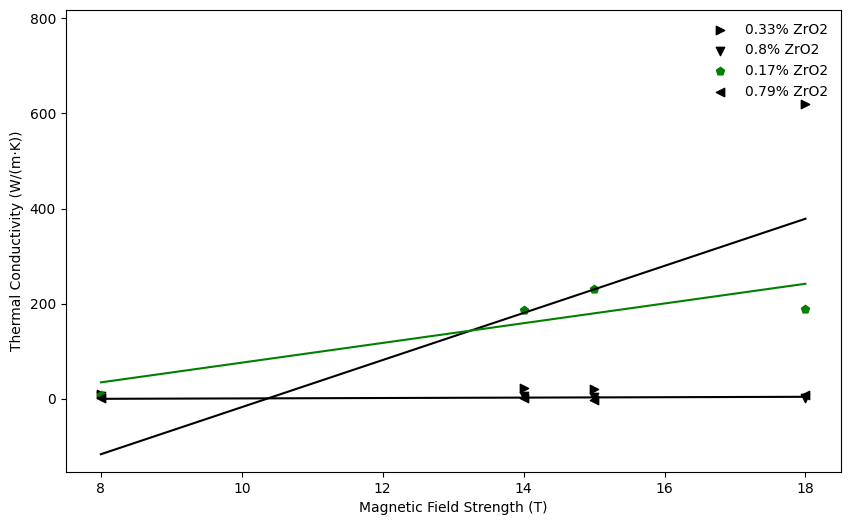 800
600
400
200
0
8
10
12
14
16
18
Thermal Conductivity (W/(m·K))
Magnetic Field Strength (T)
0.33% ZrO2
0.8% ZrO2
0.17% ZrO2
0.79% ZrO2